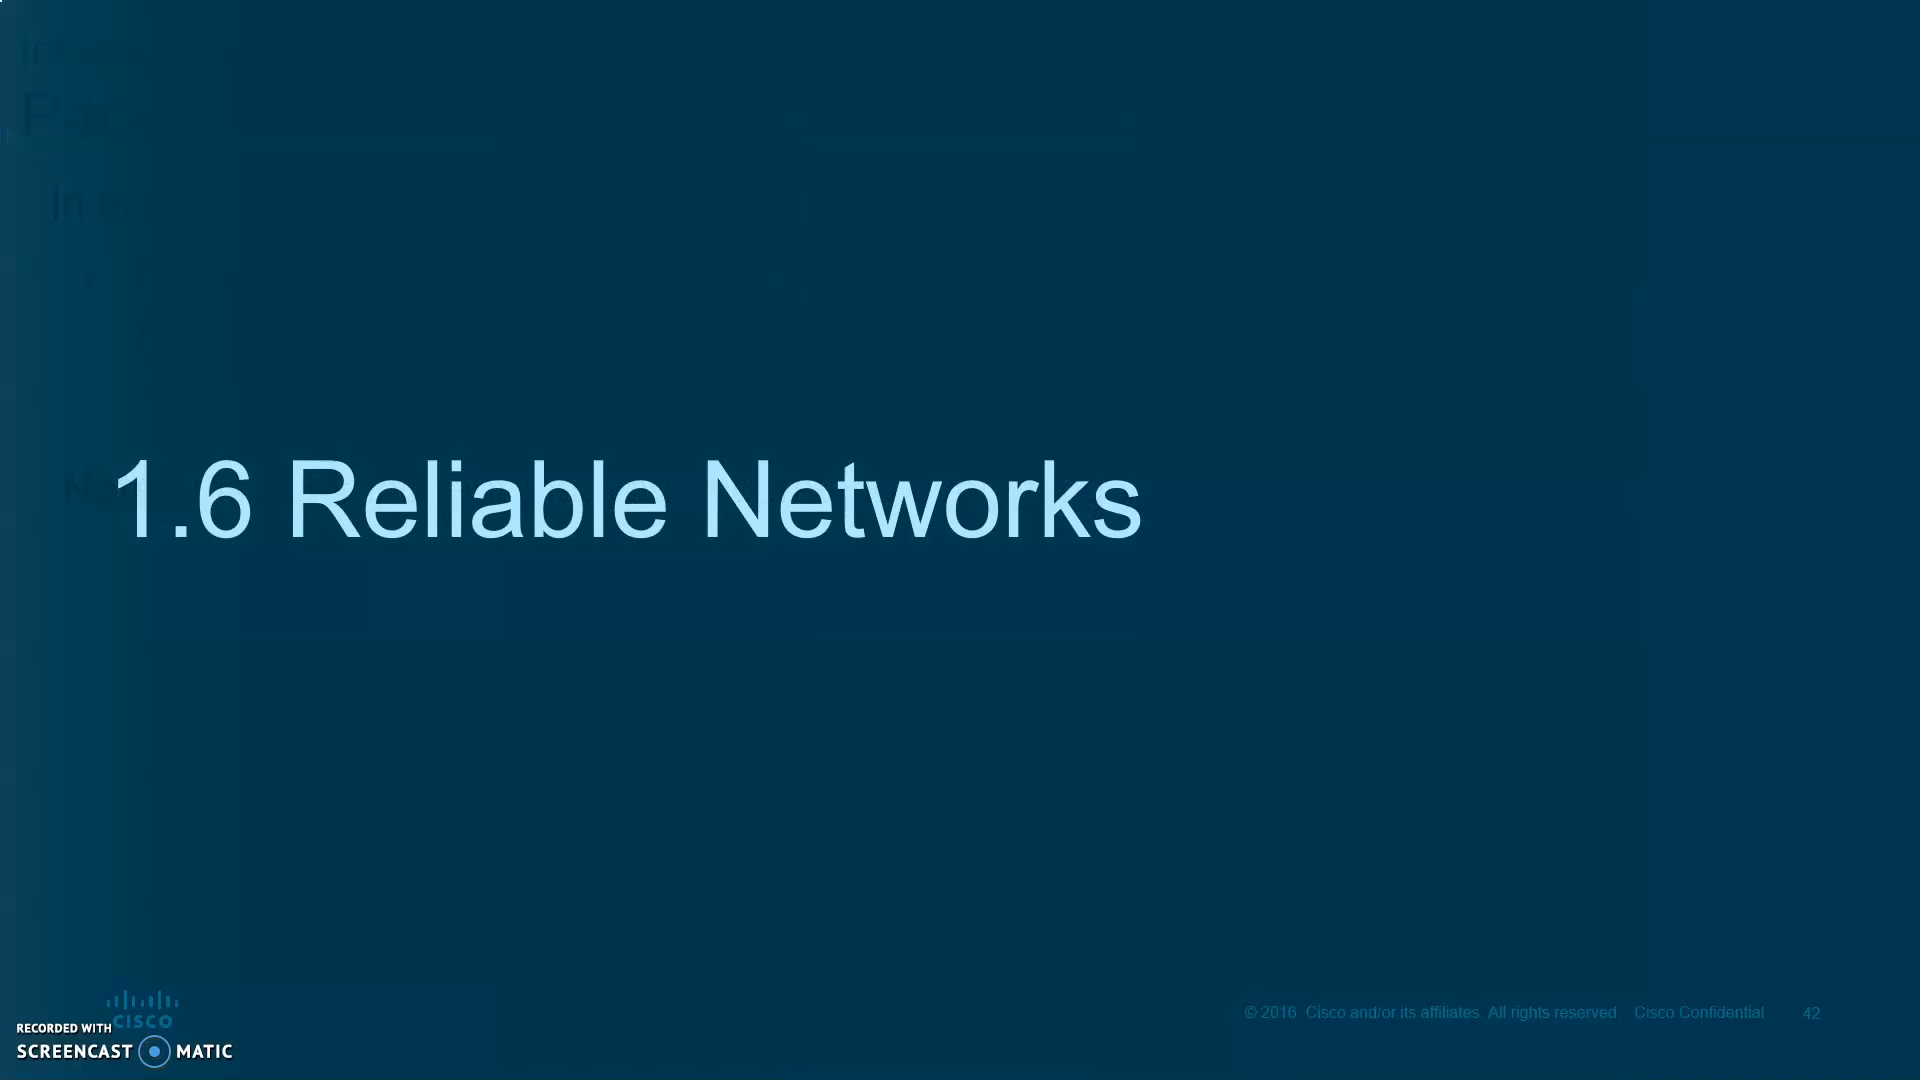 1.6 Reliable Networks
CISCO
© 2016 Cisco and/or its affiliates. All rights reserved. Cisco Confidential 42
RECORDED WITH
SCREENCAST MATIC